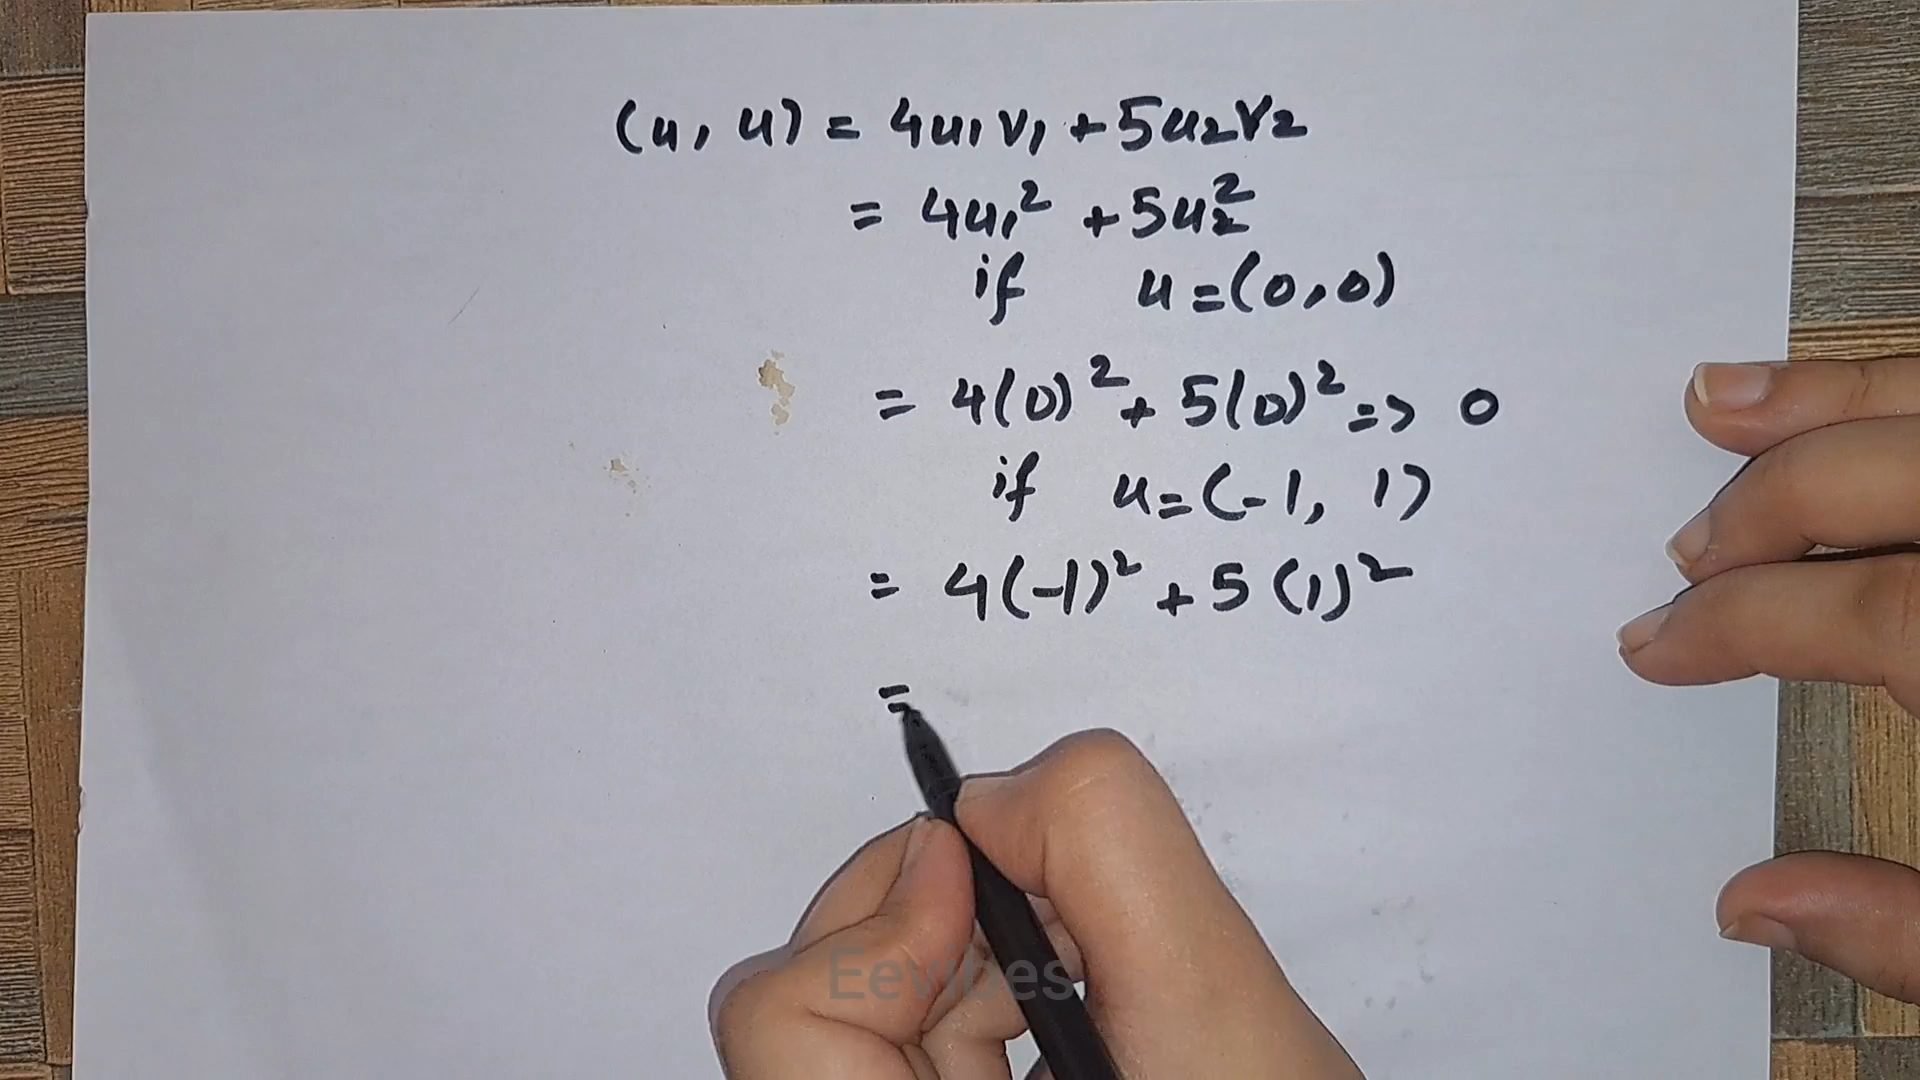 (u, u) = 4u₁v₁ + 5u₂v₂
= 4u₁² + 5u₂²
if u = (0, 0)
= 4(0)² + 5(0)² => 0
if u = (-1, 1)
= 4(-1)² + 5(1)²
=
Eevibes